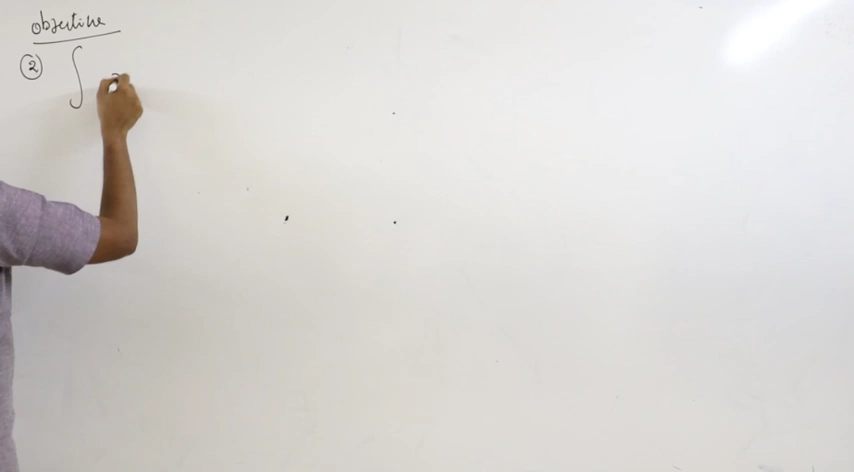 objective
② ∫